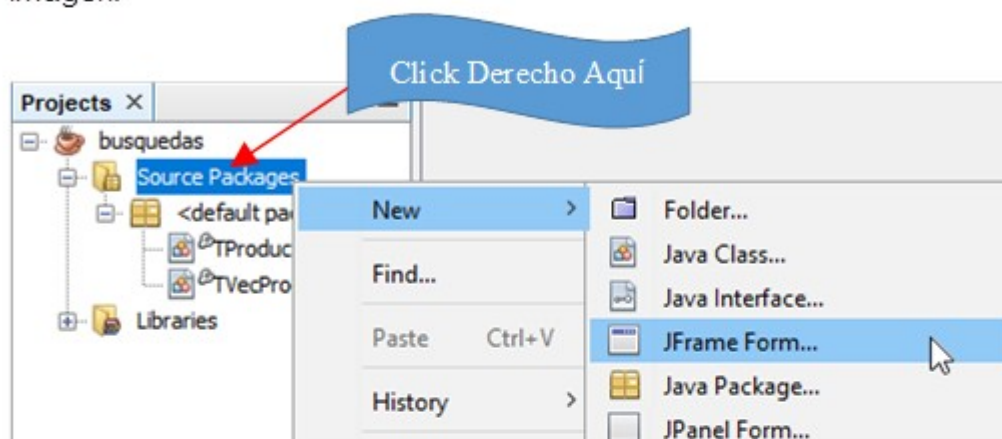 imagen.
Click Derecho Aquí
Projects ×
busquedas
Source Packages
<default pa
TProduc
TVecPro
Libraries
New >
Find...
Paste Ctrl+V
History >
Folder...
Java Class...
Java Interface...
JFrame Form...
Java Package...
JPanel Form...